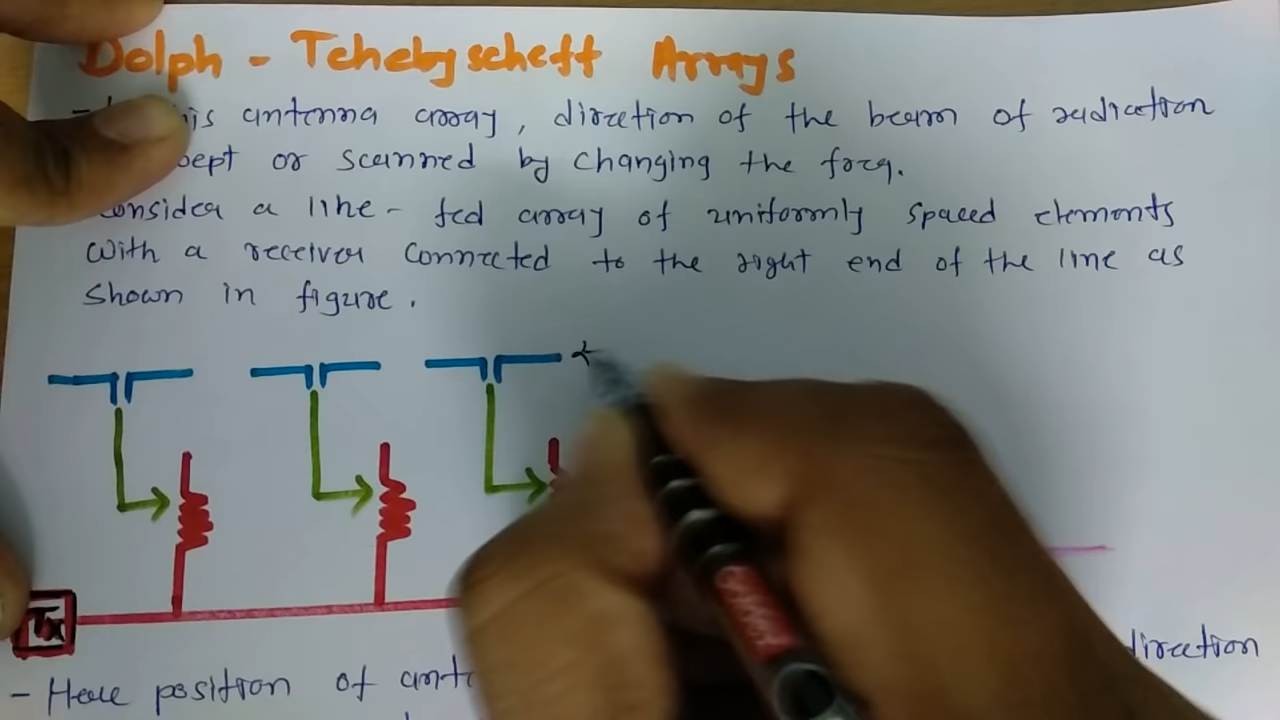 Dolph - Tchebyscheff Arrays
antenna array, direction of the beam of radiation
or scanned by changing the freq.
Consider a line - fed array of uniformly spaced elements
with a receiver connected to the right end of the line as
shown in figure.
Tx
direction
- Here position of